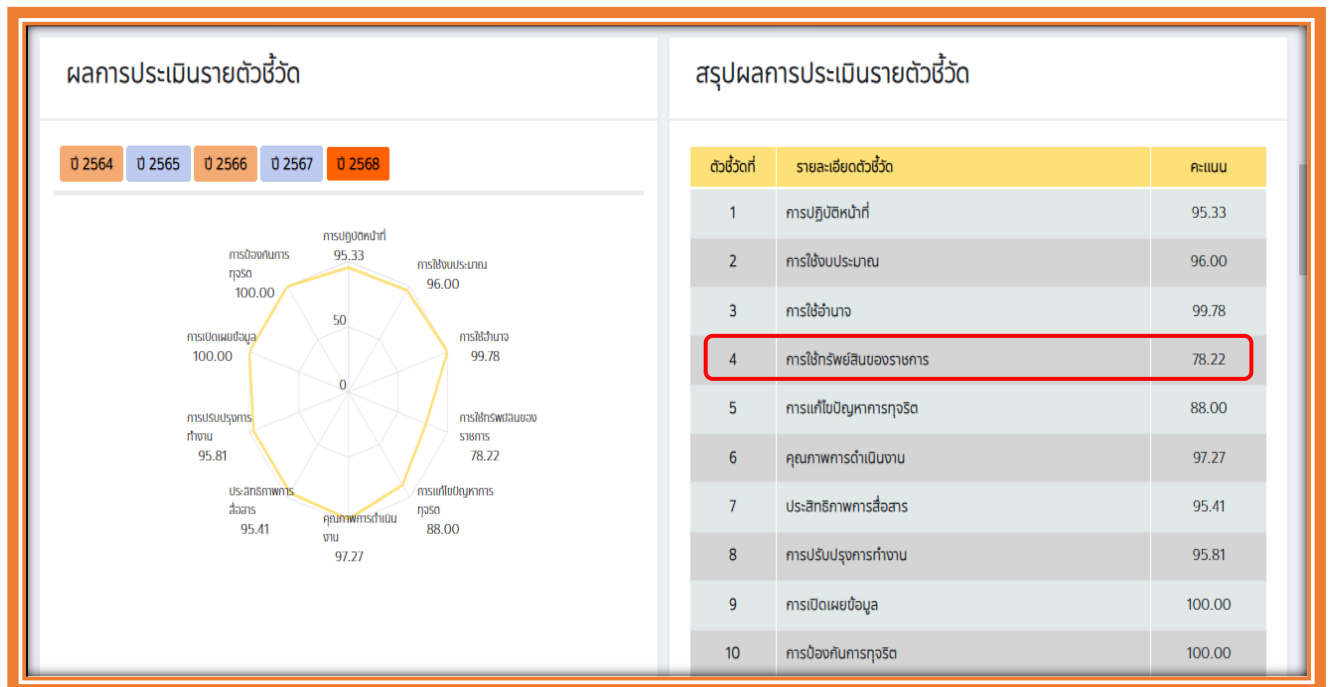 ผลการประเมินรายตัวชี้วัด
ปี 2564 ปี 2565 ปี 2566 ปี 2567 ปี 2568
การปฏิบัติหน้าที่
95.33
การใช้งบประมาณ
96.00
การใช้อำนาจ
99.78
การใช้ทรัพย์สินของ
ราชการ
78.22
การแก้ไขปัญหาการ
ทุจริต
88.00
คุณภาพการดำเนิน
งาน
97.27
ประสิทธิภาพการ
สื่อสาร
95.41
การปรับปรุงการ
ทำงาน
95.81
การเปิดเผยข้อมูล
100.00
การป้องกันการ
ทุจริต
100.00
50
0
สรุปผลการประเมินรายตัวชี้วัด
ตัวชี้วัดที่ รายละเอียดตัวชี้วัด คะแนน
1 การปฏิบัติหน้าที่ 95.33
2 การใช้งบประมาณ 96.00
3 การใช้อำนาจ 99.78
4 การใช้ทรัพย์สินของราชการ 78.22
5 การแก้ไขปัญหาการทุจริต 88.00
6 คุณภาพการดำเนินงาน 97.27
7 ประสิทธิภาพการสื่อสาร 95.41
8 การปรับปรุงการทำงาน 95.81
9 การเปิดเผยข้อมูล 100.00
10 การป้องกันการทุจริต 100.00